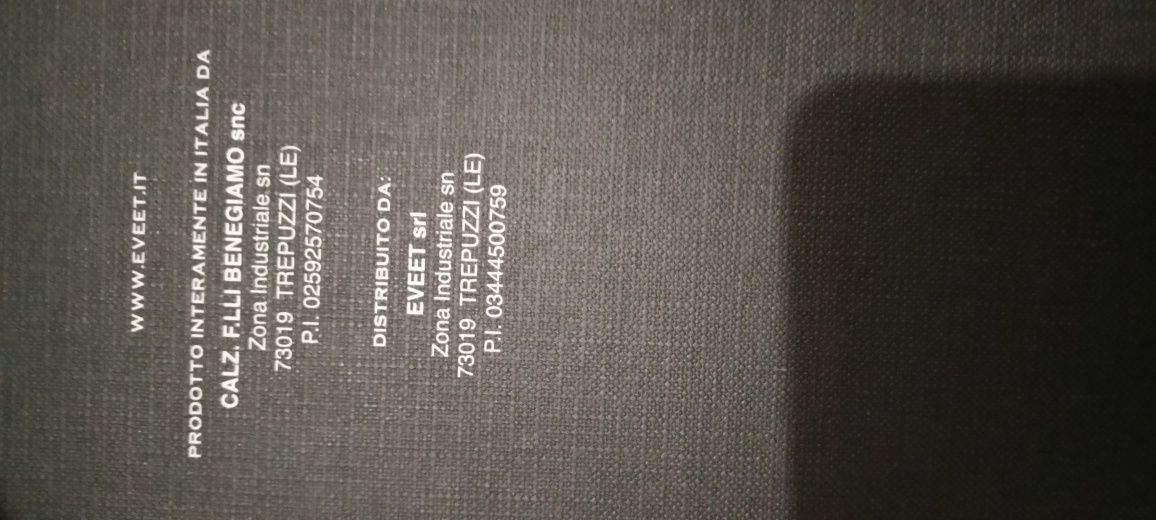 WWW.EVEET.IT
PRODOTTO INTERAMENTE IN ITALIA DA
CALZ. F.LLI BENEGIAMO snc
Zona Industriale sn
73019 TREPUZZI (LE)
P.I. 02592570754
DISTRIBUITO DA:
EVEET srl
Zona Industriale sn
73019 TREPUZZI (LE)
P.I. 03444500759